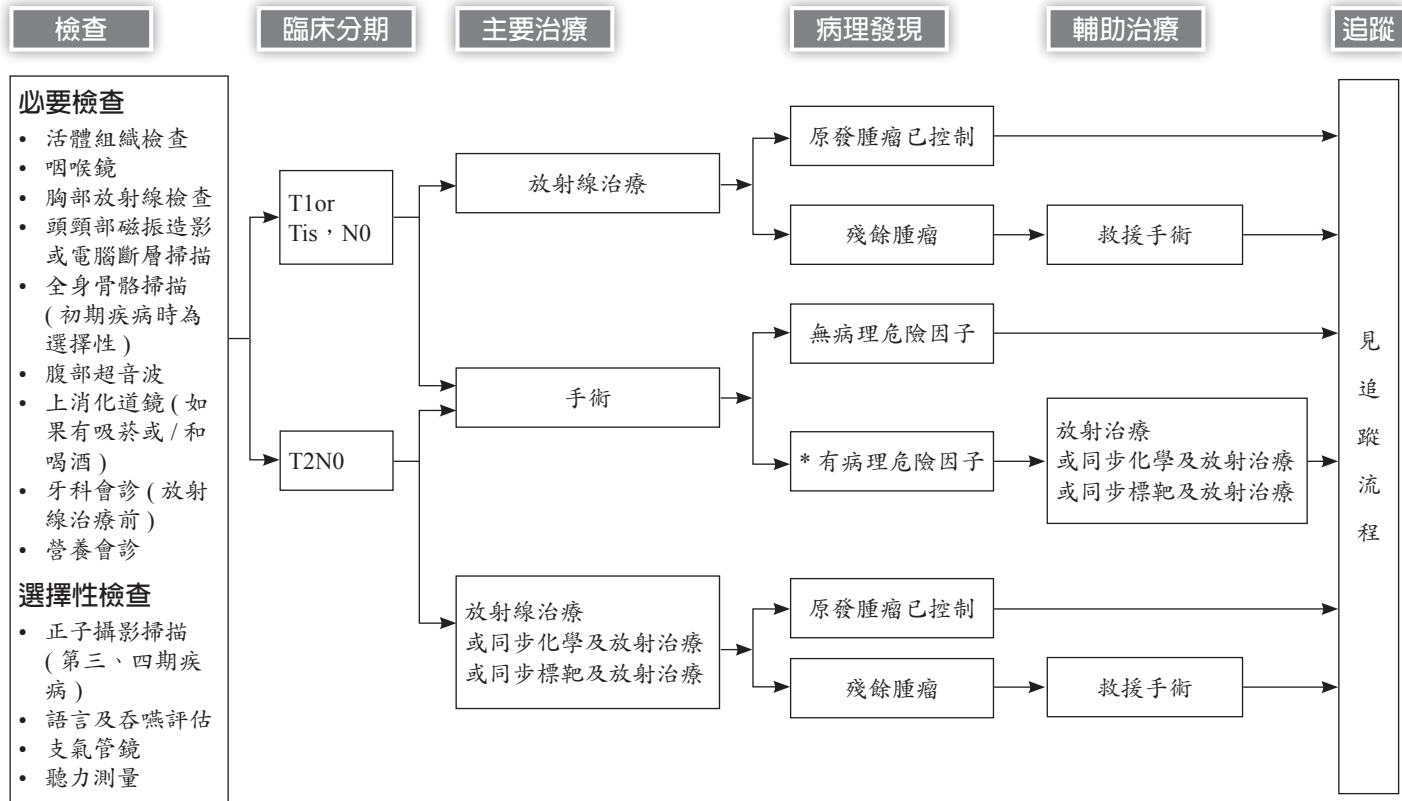 檢查
臨床分期
主要治療
病理發現
輔助治療
追蹤
必要檢查
• 活體組織檢查
• 咽喉鏡
• 胸部放射線檢查
• 頭頸部磁振造影
或電腦斷層掃描
• 全身骨骼掃描
( 初期疾病時為
選擇性 )
• 腹部超音波
• 上消化道鏡 ( 如
果有吸菸或 / 和
喝酒 )
• 牙科會診 ( 放射
線治療前 )
• 營養會診
選擇性檢查
• 正子攝影掃描
( 第三、四期疾
病 )
• 語言及吞嚥評估
• 支氣管鏡
• 聽力測量
T1or
Tis，N0
T2N0
放射線治療
手術
放射線治療
或同步化學及放射治療
或同步標靶及放射治療
原發腫瘤已控制
殘餘腫瘤
救援手術
無病理危險因子
* 有病理危險因子
放射治療
或同步化學及放射治療
或同步標靶及放射治療
原發腫瘤已控制
殘餘腫瘤
救援手術
見
追
蹤
流
程